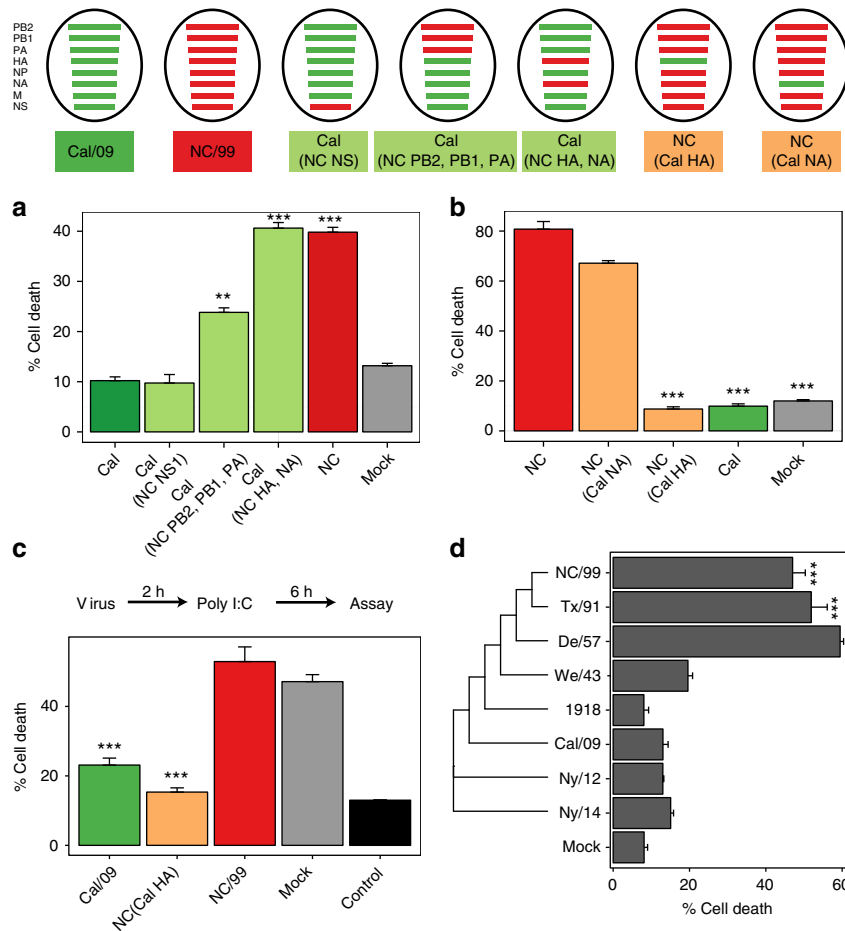 PB2
PB1
PA
HA
NP
NA
M
NS
Cal/09
NC/99
Cal
(NC NS)
Cal
(NC PB2, PB1, PA)
Cal
(NC HA, NA)
NC
(Cal HA)
NC
(Cal NA)
a
% Cell death
40
30
20
10
0
***
***
**
Cal
Cal
(NC NS1)
Cal
(NC PB2, PB1, PA)
Cal
(NC HA, NA)
NC
Mock
b
% Cell death
80
60
40
20
0
***
***
***
NC
NC
(Cal NA)
NC
(Cal HA)
Cal
Mock
c
Virus 2 h Poly I:C 6 h Assay
% Cell death
40
20
0
***
***
Cal/09
NC(Cal HA)
NC/99
Mock
Control
d
NC/99
***
Tx/91
***
De/57
We/43
1918
Cal/09
Ny/12
Ny/14
Mock
0 20 40 60
% Cell death